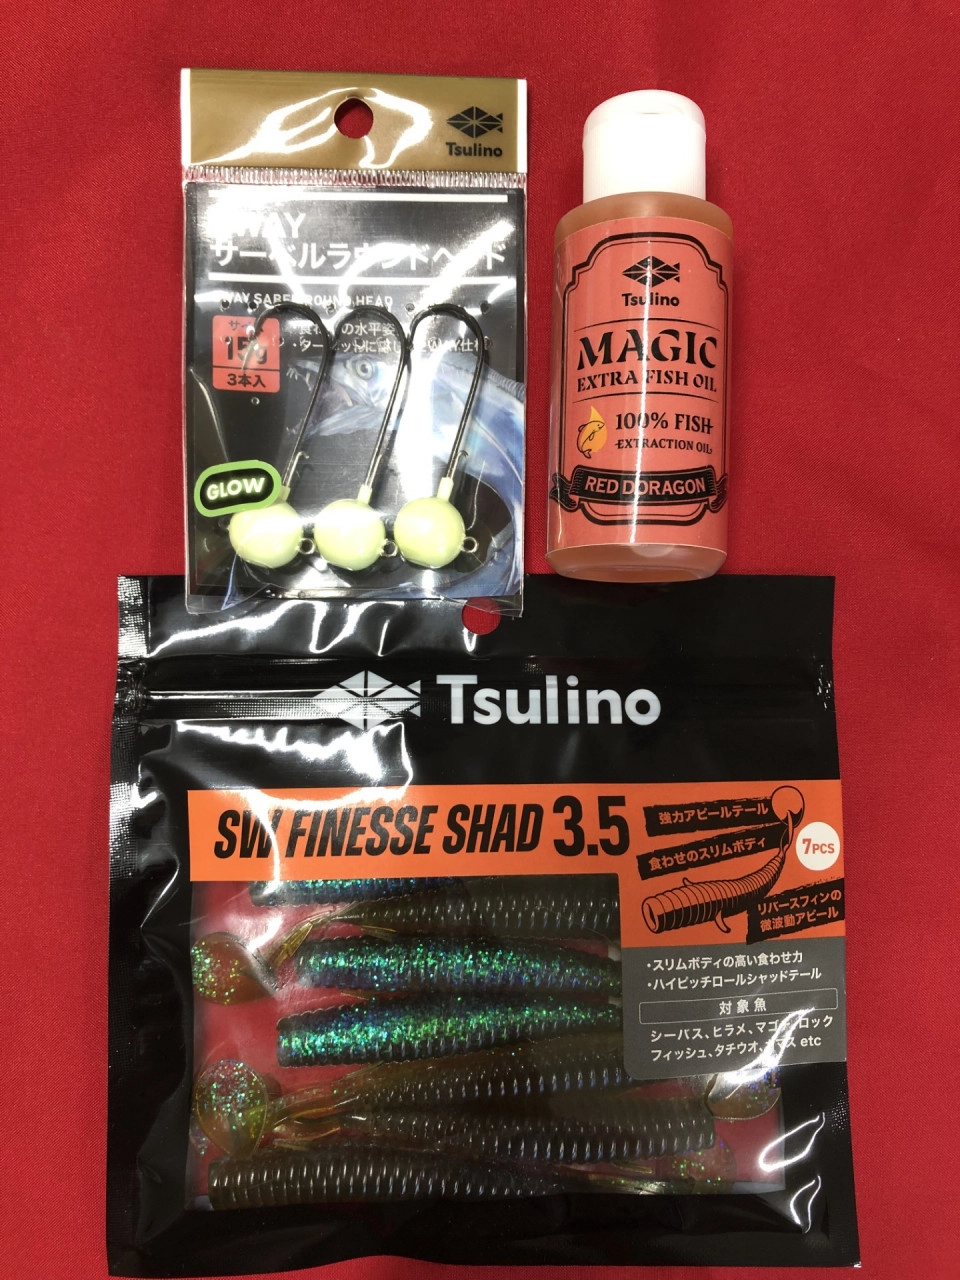 Tsulino
WAY
サーベルラウンドヘッド
WAY SABER ROUND HEAD
サイズ
15g
3本入
GLOW
Tsulino
MAGIC
EXTRA FISH OIL
100% FISH
EXTRACTION OIL
RED DORAGON
Tsulino
SW FINESSE SHAD 3.5
強力アピールテール
食わせのスリムボディ
7PCS
リバースフィンの
微波動アピール
・スリムボディの高い食わせ力
・ハイピッチロールシャッドテール
対象魚
シーバス、ヒラメ、マゴチ、ロック
フィッシュ、タチウオ、カマス etc